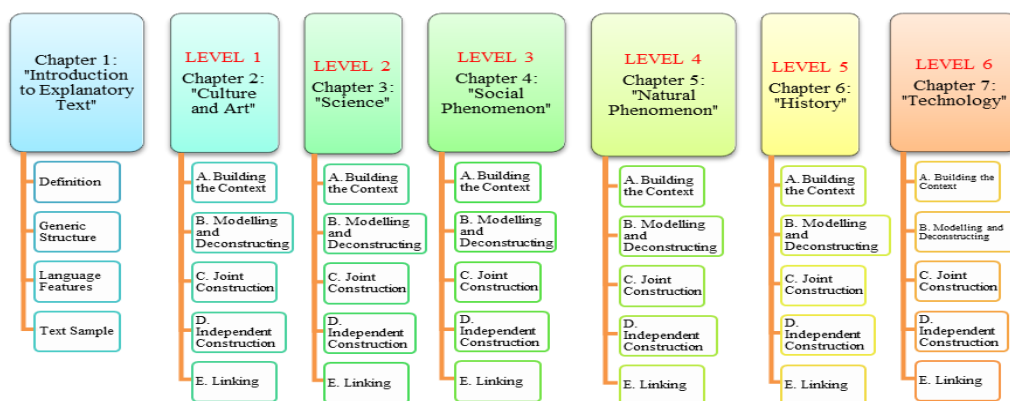 Chapter 1:
"Introduction
to Explanatory
Text"
Definition
Generic
Structure
Language
Features
Text Sample
LEVEL 1
Chapter 2:
"Culture
and Art"
A. Building
the Context
B. Modelling
and
Deconstructing
C. Joint
Construction
D.
Independent
Construction
E. Linking
LEVEL 2
Chapter 3:
"Science"
A. Building
the Context
B. Modelling
and
Deconstructing
C. Joint
Construction
D.
Independent
Construction
E. Linking
LEVEL 3
Chapter 4:
"Social
Phenomenon"
A. Building
the Context
B. Modelling
and
Deconstructing
C. Joint
Construction
D.
Independent
Construction
E. Linking
LEVEL 4
Chapter 5:
"Natural
Phenomenon"
A. Building
the Context
B. Modelling
and
Deconstructing
C. Joint
Construction
D.
Independent
Construction
E. Linking
LEVEL 5
Chapter 6:
"History"
A. Building
the Context
B. Modelling
and
Deconstructing
C. Joint
Construction
D.
Independent
Construction
E. Linking
LEVEL 6
Chapter 7:
"Technology"
A. Building the
Context
B. Modelling and
Deconstructing
C. Joint
Construction
D.
Independent
Construction
E. Linking